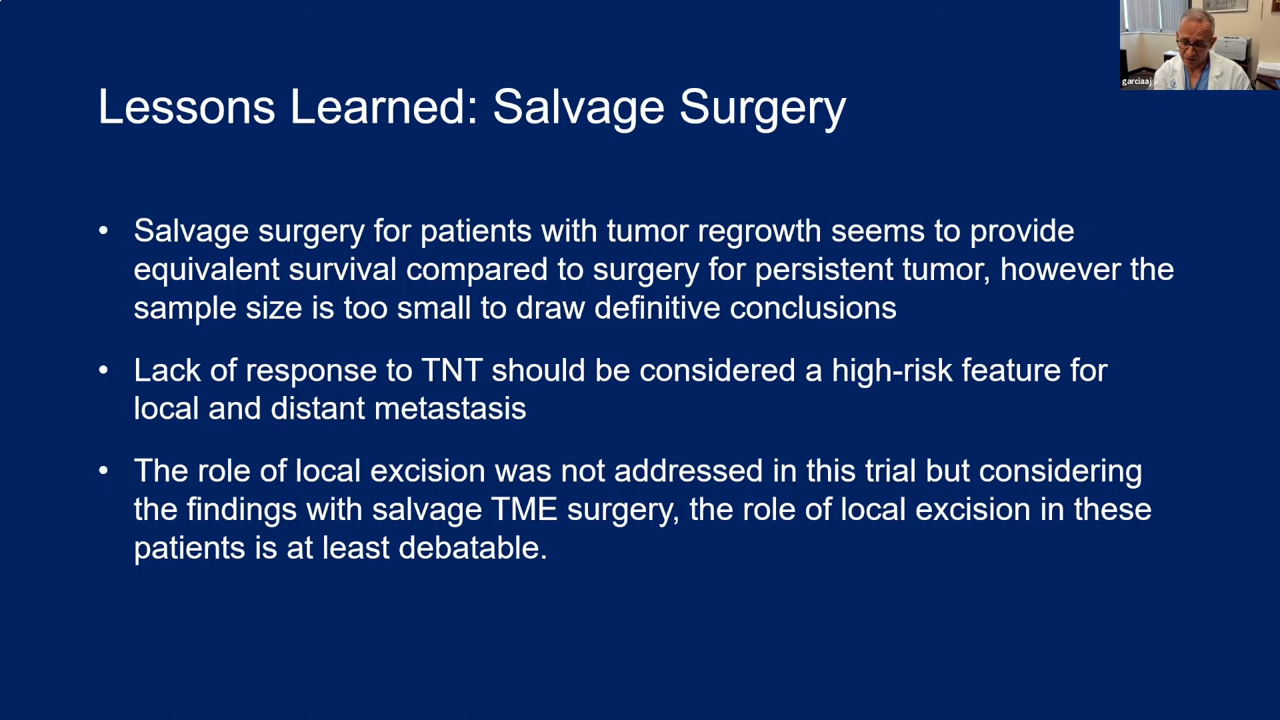 garciaaj
Lessons Learned: Salvage Surgery
• Salvage surgery for patients with tumor regrowth seems to provide
equivalent survival compared to surgery for persistent tumor, however the
sample size is too small to draw definitive conclusions
• Lack of response to TNT should be considered a high-risk feature for
local and distant metastasis
• The role of local excision was not addressed in this trial but considering
the findings with salvage TME surgery, the role of local excision in these
patients is at least debatable.